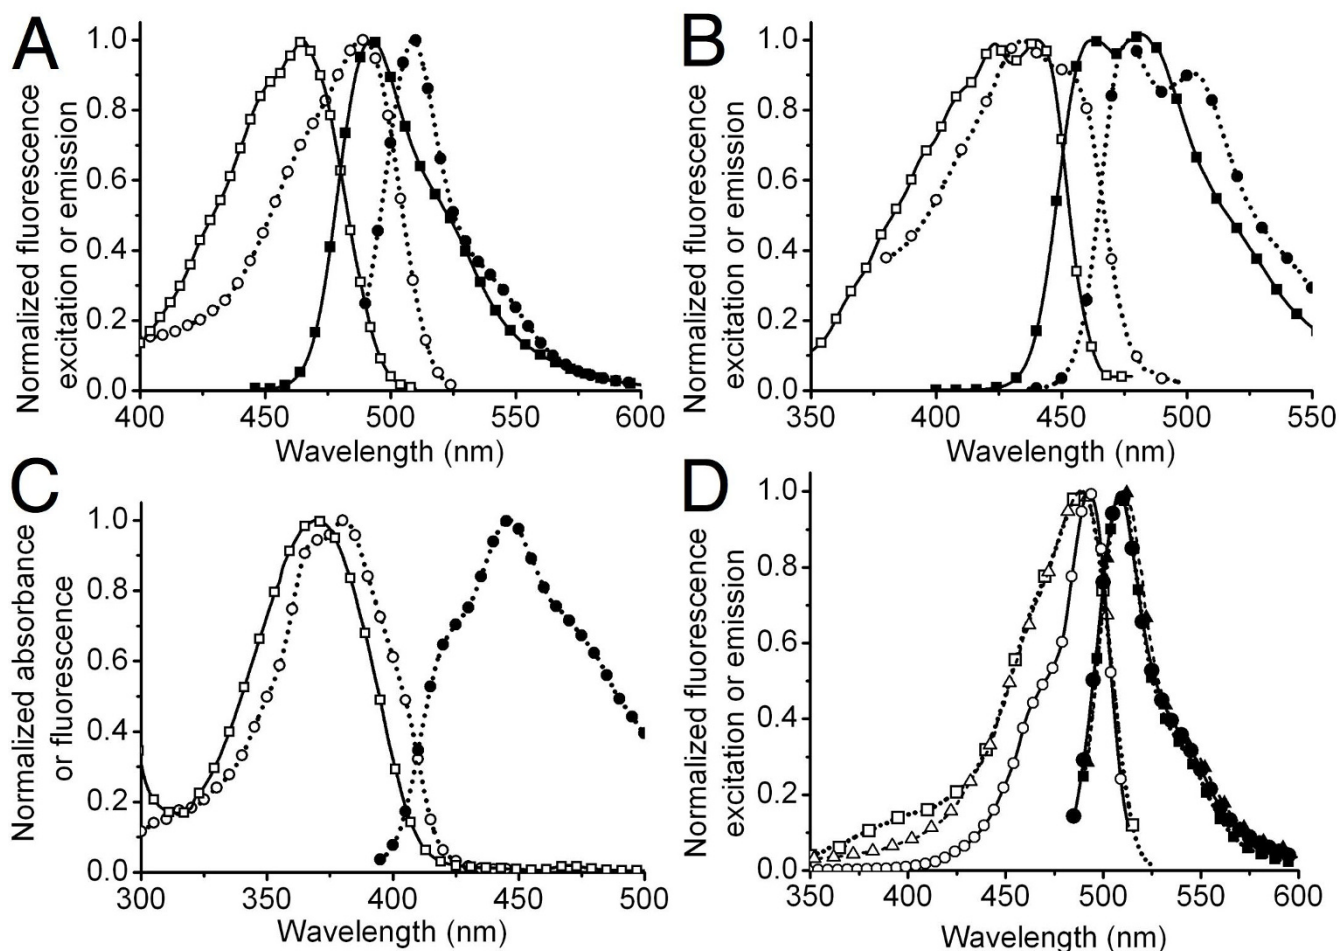 A
Normalized fluorescence
excitation or emission
1.0
0.8
0.6
0.4
0.2
0.0
400 450 500 550 600
Wavelength (nm)
B
Normalized fluorescence
excitation or emission
1.0
0.8
0.6
0.4
0.2
0.0
350 400 450 500 550
Wavelength (nm)
C
Normalized absorbance
or fluorescence
1.0
0.8
0.6
0.4
0.2
0.0
300 350 400 450 500
Wavelength (nm)
D
Normalized fluorescence
excitation or emission
1.0
0.8
0.6
0.4
0.2
0.0
350 400 450 500 550 600
Wavelength (nm)